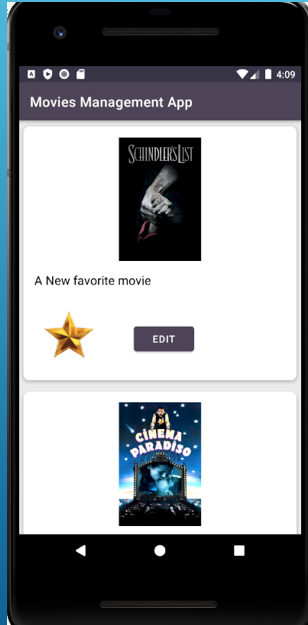 4:09
Movies Management App
SCHINDLER'S LIST
A New favorite movie
EDIT
CINEMA
PARADISO